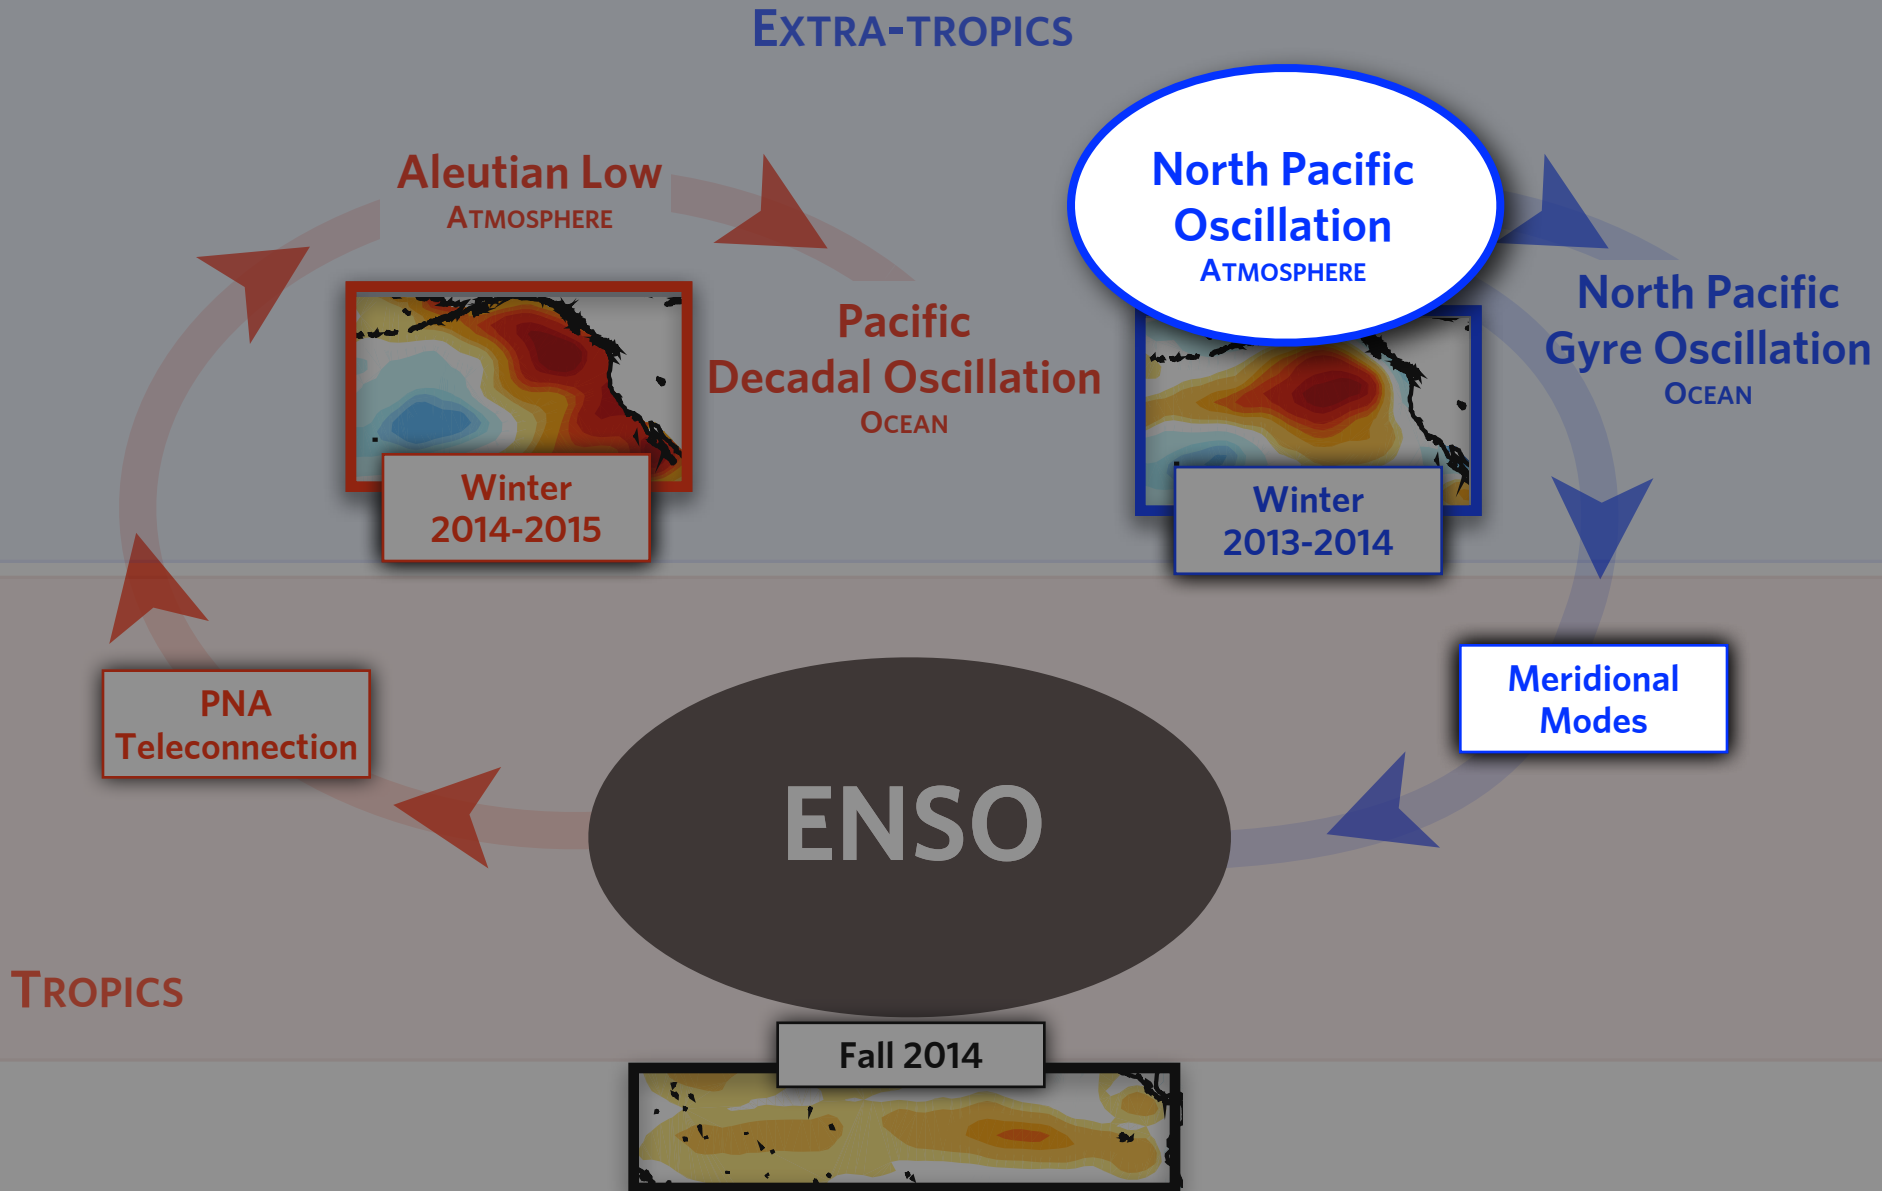 EXTRA-TROPICS
Aleutian Low
ATMOSPHERE
North Pacific
Oscillation
ATMOSPHERE
Pacific
Decadal Oscillation
OCEAN
North Pacific
Gyre Oscillation
OCEAN
Winter
2014-2015
Winter
2013-2014
PNA
Teleconnection
Meridional
Modes
ENSO
TROPICS
Fall 2014